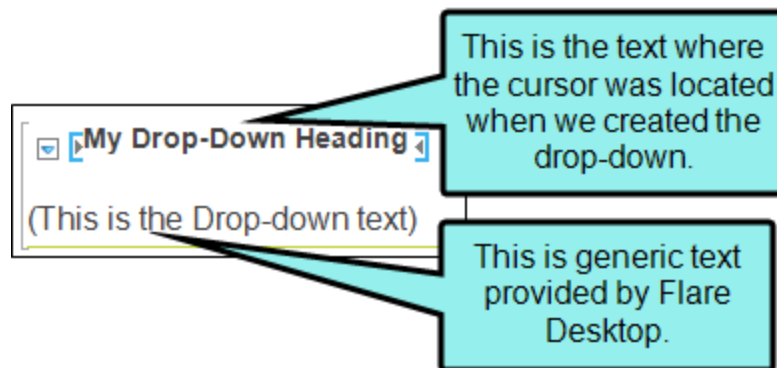 This is the text where
the cursor was located
when we created the
drop-down.
My Drop-Down Heading
(This is the Drop-down text)
This is generic text
provided by Flare
Desktop.